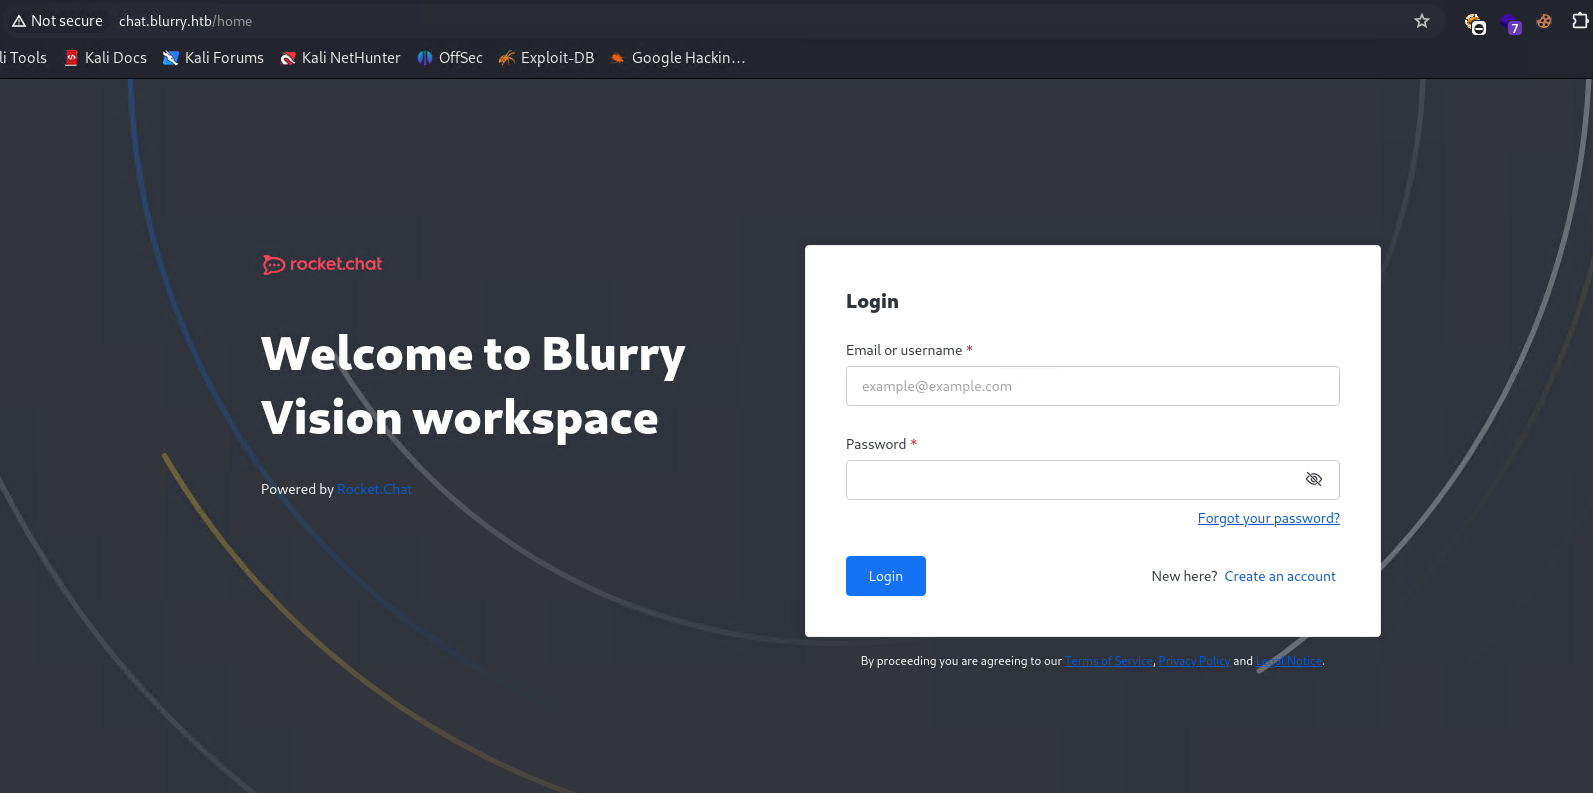 Not secure chat.blurry.htb/home 7
li Tools Kali Docs Kali Forums Kali NetHunter OffSec Exploit-DB Google Hackin...
rocket.chat
Welcome to Blurry
Vision workspace
Powered by Rocket.Chat
Login
Email or username *
example@example.com
Password *
Forgot your password?
Login New here? Create an account
By proceeding you are agreeing to our Terms of Service, Privacy Policy and Legal Notice.